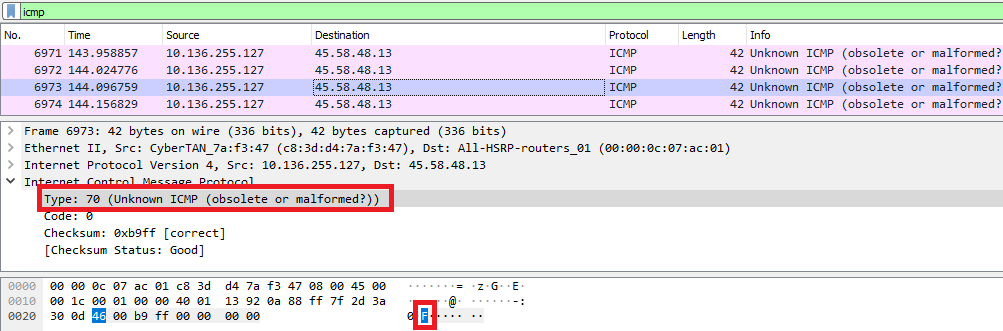 icmp
No. Time Source Destination Protocol Length Info
6971 143.958857 10.136.255.127 45.58.48.13 ICMP 42 Unknown ICMP (obsolete or malformed?
6972 144.024776 10.136.255.127 45.58.48.13 ICMP 42 Unknown ICMP (obsolete or malformed?
6973 144.096759 10.136.255.127 45.58.48.13 ICMP 42 Unknown ICMP (obsolete or malformed?
6974 144.156829 10.136.255.127 45.58.48.13 ICMP 42 Unknown ICMP (obsolete or malformed?
Frame 6973: 42 bytes on wire (336 bits), 42 bytes captured (336 bits)
Ethernet II, Src: CyberTAN_7a:f3:47 (c8:3d:d4:7a:f3:47), Dst: All-HSRP-routers_01 (00:00:0c:07:ac:01)
Internet Protocol Version 4, Src: 10.136.255.127, Dst: 45.58.48.13
Internet Control Message Protocol
Type: 70 (Unknown ICMP (obsolete or malformed?))
Code: 0
Checksum: 0xb9ff [correct]
[Checksum Status: Good]
0000 00 00 0c 07 ac 01 c8 3d d4 7a f3 47 08 00 45 00 ·······= ·z·G··E·
0010 00 1c 00 01 00 00 40 01 13 92 0a 88 ff 7f 2d 3a ······@· ······-:
0020 30 0d 46 00 b9 ff 00 00 00 00 0·F····· ··